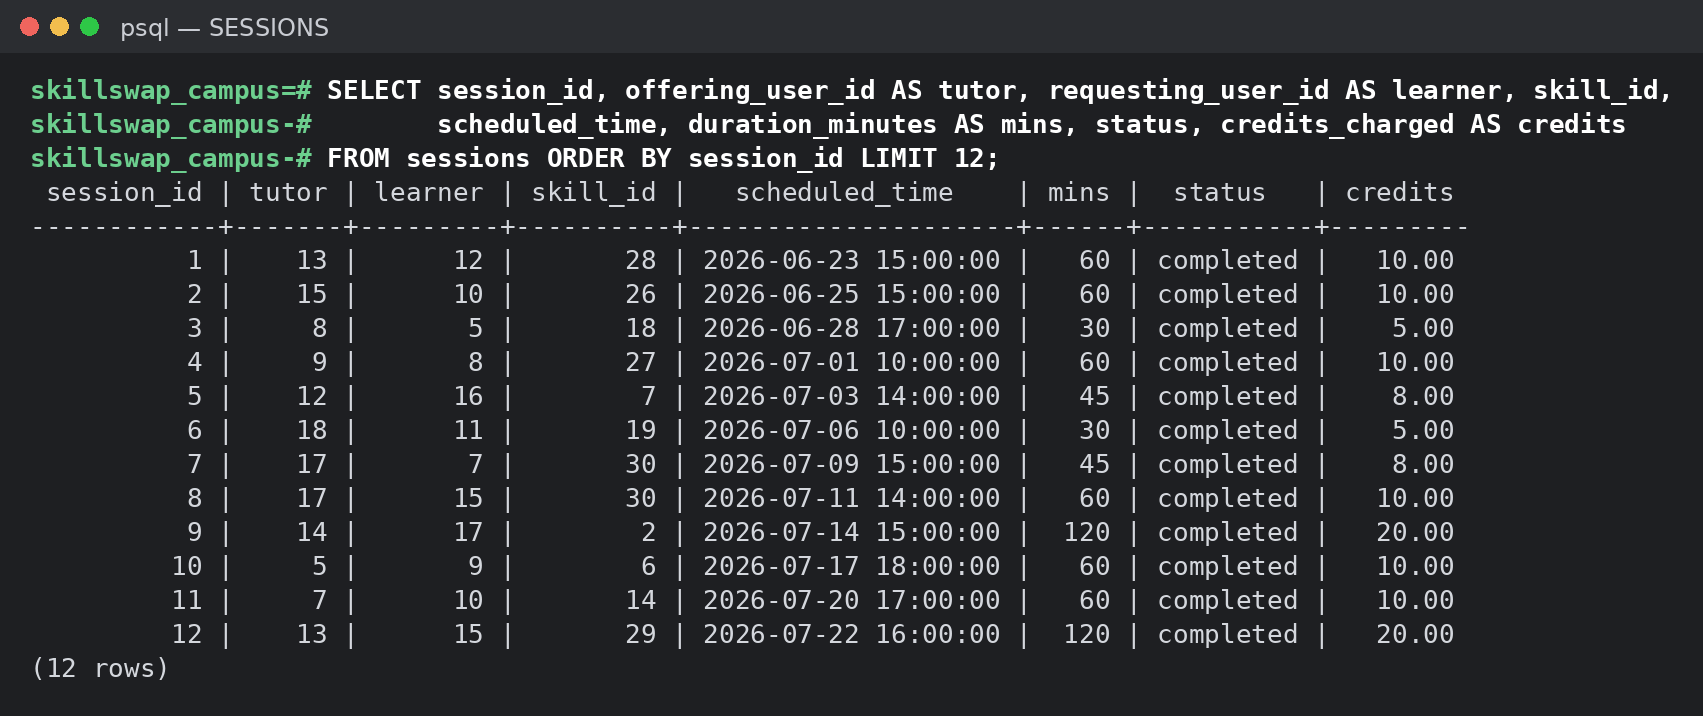 psql — SESSIONS
skillswap_campus=# SELECT session_id, offering_user_id AS tutor, requesting_user_id AS learner, skill_id,
skillswap_campus-#        scheduled_time, duration_minutes AS mins, status, credits_charged AS credits
skillswap_campus-# FROM sessions ORDER BY session_id LIMIT 12;
 session_id | tutor | learner | skill_id |   scheduled_time    | mins |  status   | credits
------------+-------+---------+----------+---------------------+------+-----------+---------
          1 |    13 |      12 |       28 | 2026-06-23 15:00:00 |   60 | completed |   10.00
          2 |    15 |      10 |       26 | 2026-06-25 15:00:00 |   60 | completed |   10.00
          3 |     8 |       5 |       18 | 2026-06-28 17:00:00 |   30 | completed |    5.00
          4 |     9 |       8 |       27 | 2026-07-01 10:00:00 |   60 | completed |   10.00
          5 |    12 |      16 |        7 | 2026-07-03 14:00:00 |   45 | completed |    8.00
          6 |    18 |      11 |       19 | 2026-07-06 10:00:00 |   30 | completed |    5.00
          7 |    17 |       7 |       30 | 2026-07-09 15:00:00 |   45 | completed |    8.00
          8 |    17 |      15 |       30 | 2026-07-11 14:00:00 |   60 | completed |   10.00
          9 |    14 |      17 |        2 | 2026-07-14 15:00:00 |  120 | completed |   20.00
         10 |     5 |       9 |        6 | 2026-07-17 18:00:00 |   60 | completed |   10.00
         11 |     7 |      10 |       14 | 2026-07-20 17:00:00 |   60 | completed |   10.00
         12 |    13 |      15 |       29 | 2026-07-22 16:00:00 |  120 | completed |   20.00
(12 rows)